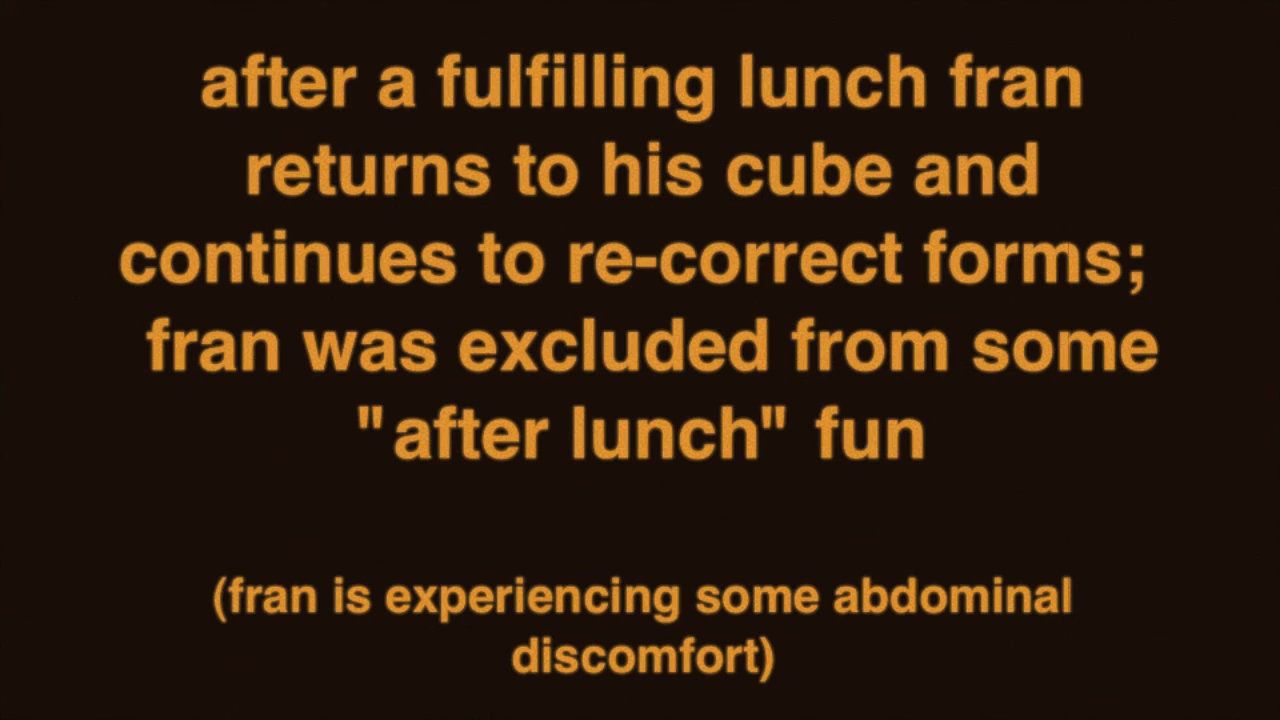 after a fulfilling lunch fran
returns to his cube and
continues to re-correct forms;
fran was excluded from some
"after lunch" fun
(fran is experiencing some abdominal
discomfort)